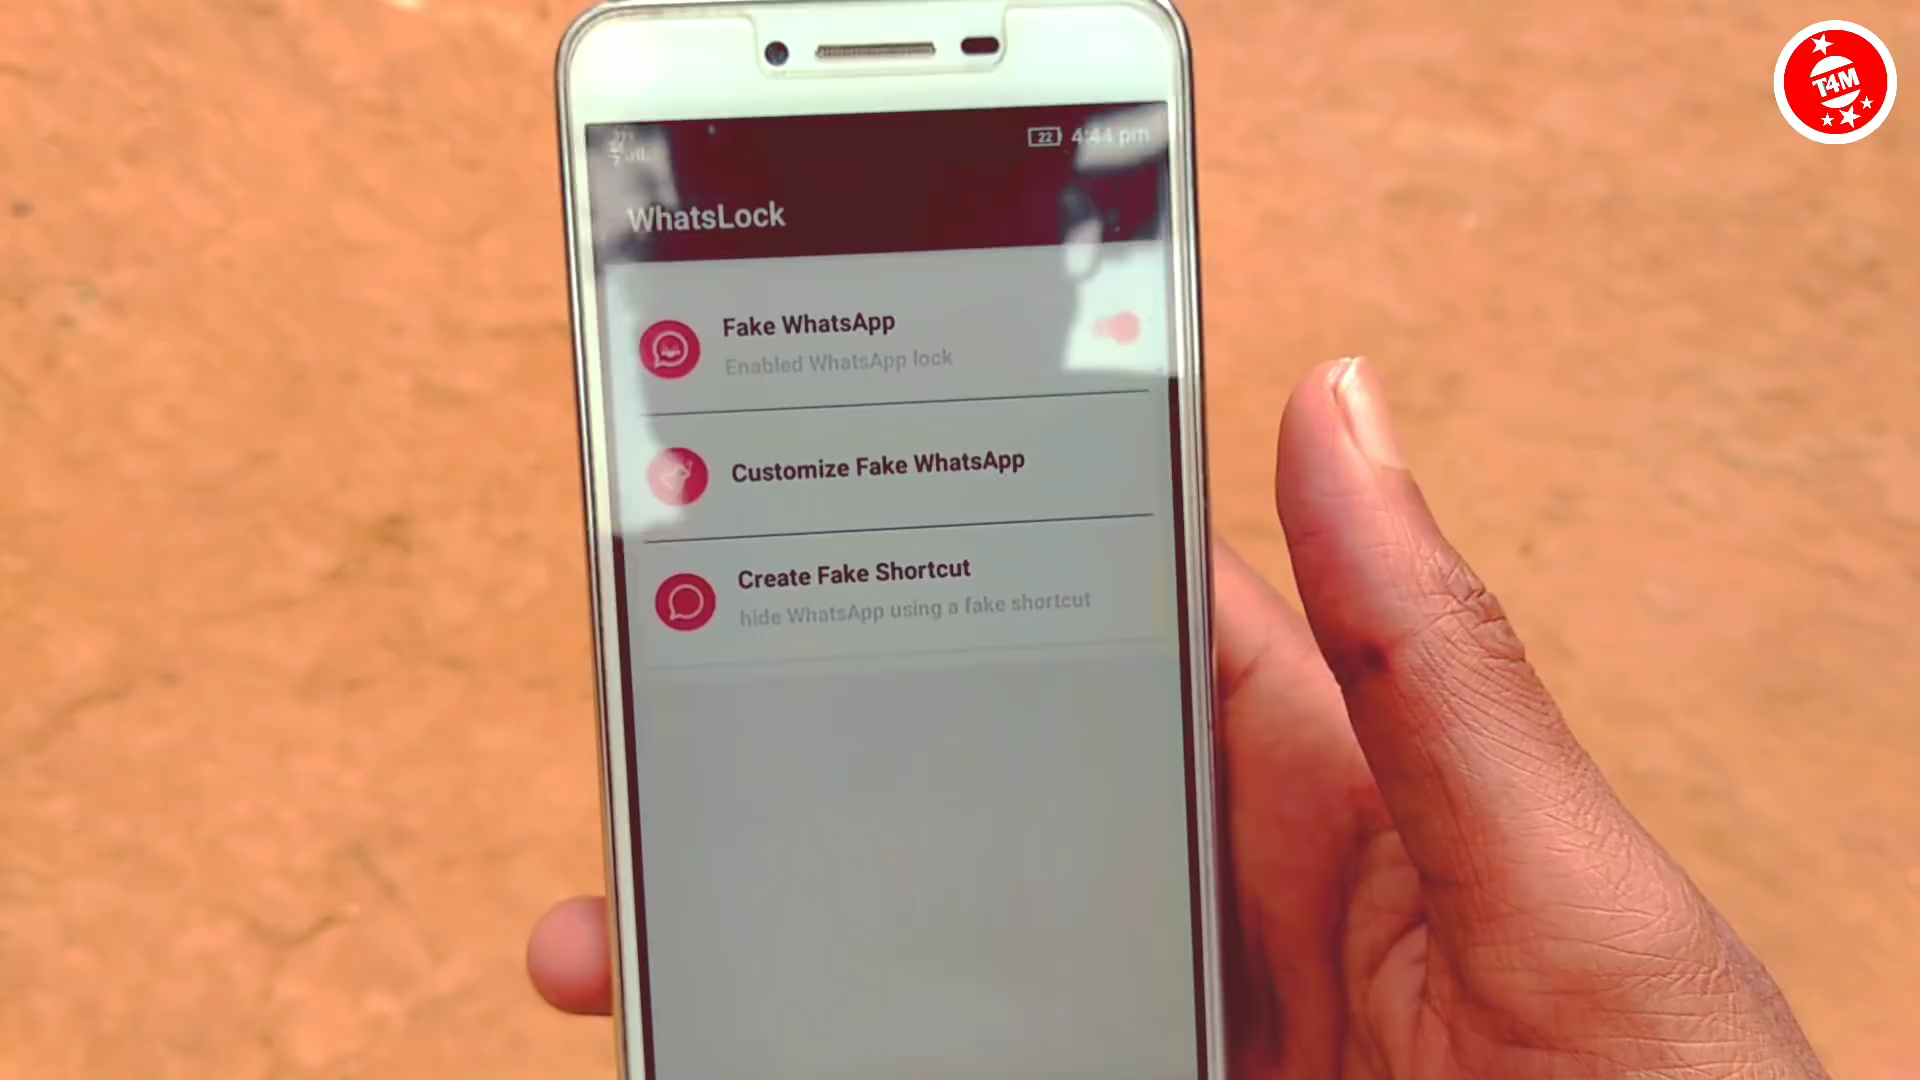 T4M
22 4:44 pm
WhatsLock
Fake WhatsApp
Enabled WhatsApp lock
Customize Fake WhatsApp
Create Fake Shortcut
hide WhatsApp using a fake shortcut